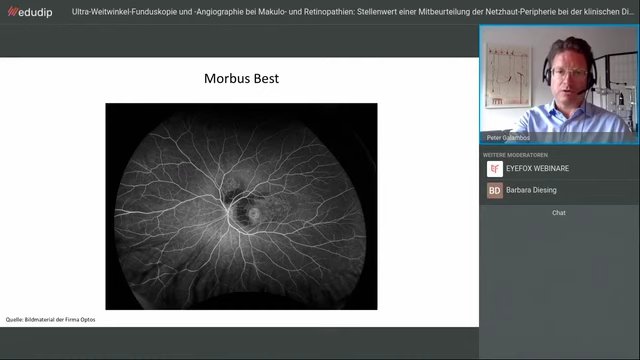 edudip
Ultra-Weitwinkel-Funduskopie und -Angiographie bei Makulo- und Retinopathien: Stellenwert einer Mitbeurteilung der Netzhaut-Peripherie bei der klinischen Di...
Morbus Best
Quelle: Bildmaterial der Firma Optos
Peter Galambos
WEITERE MODERATOREN
EYEFOX WEBINARE
BD
Barbara Diesing
Chat